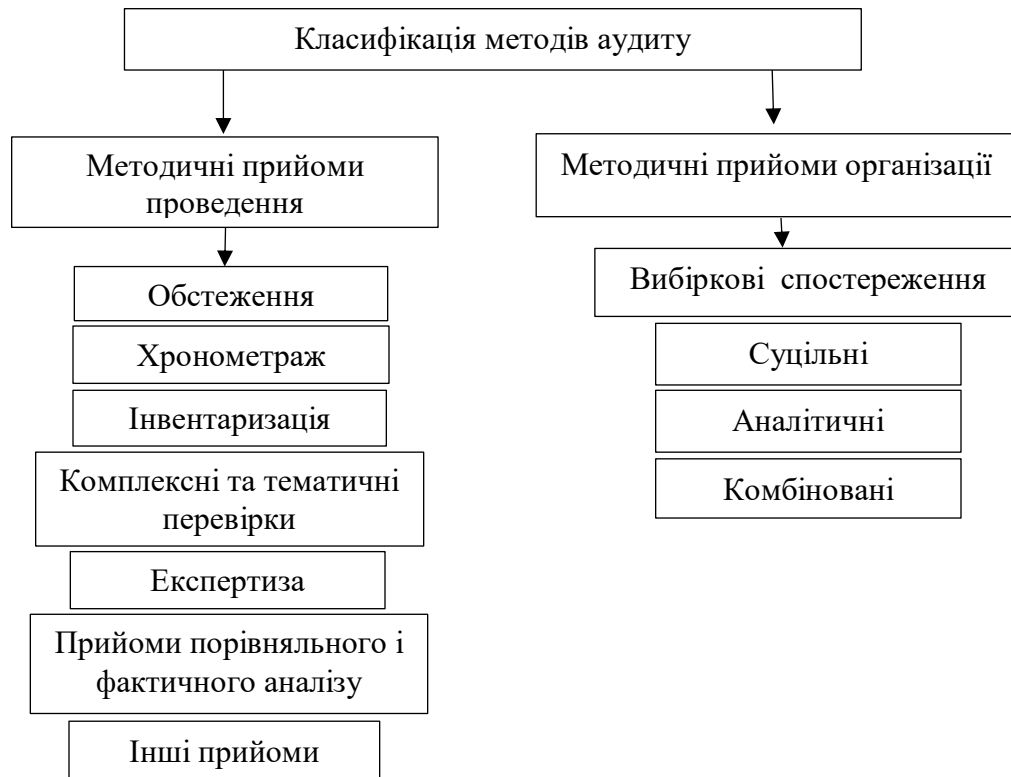 Класифікація методів аудиту
Методичні прийоми
проведення
Обстеження
Хронометраж
Інвентаризація
Комплексні та тематичні
перевірки
Експертиза
Прийоми порівняльного і
фактичного аналізу
Інші прийоми
Методичні прийоми організації
Вибіркові спостереження
Суцільні
Аналітичні
Комбіновані